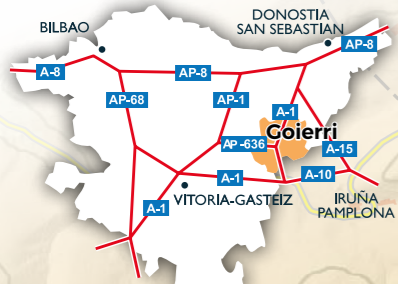 DONOSTIA
SAN SEBASTIÁN
BILBAO
AP-8
A-8
AP-8
AP-68
AP-1
A-1
Goierri
AP-636
A-15
A-1
A-10
VITORIA-GASTEIZ
IRUÑA
PAMPLONA
A-1